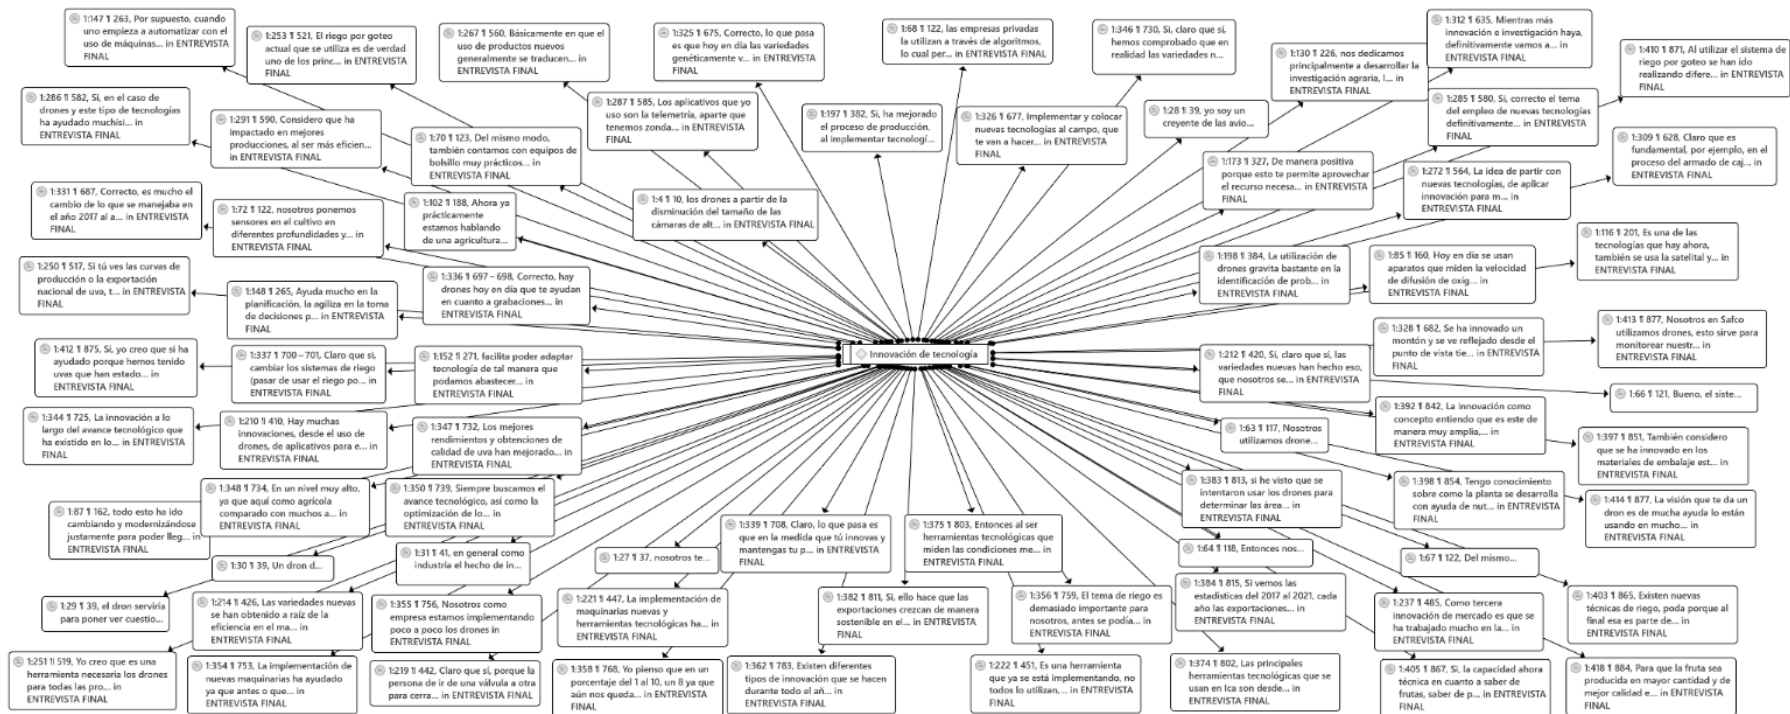 1:147 ¶ 263, Por supuesto, cuando
uno empieza a automatizar con el
uso de máquinas... in ENTREVISTA
FINAL
1:253 ¶ 521, El riego por goteo
actual que se utiliza es de verdad
uno de los princ... in ENTREVISTA
FINAL
1:267 ¶ 560, Básicamente en que el
uso de productos nuevos
generalmente se traducen...
in ENTREVISTA FINAL
1:325 ¶ 675, Correcto, lo que pasa
es que hoy en día las variedades
genéticamente v... in ENTREVISTA
FINAL
1:68 ¶ 122, las empresas privadas
la utilizan a través de algoritmos,
lo cual per... in ENTREVISTA FINAL
1:346 ¶ 730, Si, claro que sí,
hemos comprobado que en
realidad las variedades n...
in ENTREVISTA FINAL
1:130 ¶ 226, nos dedicamos
principalmente a desarrollar la
investigación agraria, l... in
ENTREVISTA FINAL
1:312 ¶ 635, Mientras más
innovación e investigación haya,
definitivamente vamos a... in
ENTREVISTA FINAL
1:410 ¶ 871, Al utilizar el sistema de
riego por goteo se han ido
realizando difere... in ENTREVISTA
FINAL
1:286 ¶ 582, Si, en el caso de
drones y este tipo de tecnologías
ha ayudado muchísi... in
ENTREVISTA FINAL
1:291 ¶ 590, Considero que ha
impactado en mejores
producciones, al ser más eficien...
in ENTREVISTA FINAL
1:70 ¶ 123, Del mismo modo,
también contamos con equipos de
bolsillo muy prácticos... in
ENTREVISTA FINAL
1:287 ¶ 585, Los aplicativos que yo
uso son la telemetría, aparte que
tenemos zonda... in ENTREVISTA
FINAL
1:197 ¶ 382, Si, ha mejorado
el proceso de producción,
al implementar tecnologí...
1:326 ¶ 677, Implementar y colocar
nuevas tecnologías al campo, que
te van a hacer... in ENTREVISTA
FINAL
1:28 ¶ 39, yo soy un
creyente de las avio...
1:285 ¶ 580, Si, correcto el tema
del empleo de nuevas tecnologías
definitivamente... in ENTREVISTA
FINAL
1:309 ¶ 628, Claro que es
fundamental, por ejemplo, en el
proceso del armado de caj...
in ENTREVISTA FINAL
1:173 ¶ 327, De manera positiva
porque esto te permite aprovechar
el recurso necesa... in ENTREVISTA
FINAL
1:272 ¶ 564, La idea de partir con
nuevas tecnologías, de aplicar
innovación para m... in
ENTREVISTA FINAL
1:331 ¶ 687, Correcto, es mucho el
cambio de lo que se manejaba en
el año 2017 al a... in ENTREVISTA
FINAL
1:72 ¶ 122, nosotros ponemos
sensores en el cultivo en
diferentes profundidades y... in
ENTREVISTA FINAL
1:102 ¶ 188, Ahora ya
prácticamente
estamos hablando
de una agricultura...
1:4 ¶ 10, los drones a partir de la
disminución del tamaño de las
cámaras de alt... in ENTREVISTA
FINAL
1:116 ¶ 201, Es una de las
tecnologías que hay ahora,
también se usa la satelital y... in
ENTREVISTA FINAL
1:250 ¶ 517, Si tú ves las curvas de
producción o la exportación
nacional de uva, t... in ENTREVISTA
FINAL
1:148 ¶ 265, Ayuda mucho en la
planificación, la agiliza en la toma
de decisiones p... in ENTREVISTA
FINAL
1:336 ¶ 697 – 698, Correcto, hay
drones hoy en día que te ayudan
en cuanto a grabaciones...
in ENTREVISTA FINAL
1:198 ¶ 384, La utilización de
drones gravita bastante en la
identificación de prob... in
ENTREVISTA FINAL
1:85 ¶ 160, Hoy en día se usan
aparatos que miden la velocidad
de difusión de oxig... in
ENTREVISTA FINAL
1:328 ¶ 682, Se ha innovado un
montón y se ve reflejado desde el
punto de vista tie... in ENTREVISTA
FINAL
1:413 ¶ 877, Nosotros en Safco
utilizamos drones, esto sirve para
monitorear nuestr... in
ENTREVISTA FINAL
1:412 ¶ 875, Sí, yo creo que si ha
ayudado porque hemos tenido
uvas que han estado... in
ENTREVISTA FINAL
1:337 ¶ 700 – 701, Claro que si,
cambiar los sistemas de riego
(pasar de usar el riego po... in
ENTREVISTA FINAL
1:152 ¶ 271, facilita poder adaptar
tecnología de tal manera que
podamos abastecer... in
ENTREVISTA FINAL
Innovación de tecnología
1:212 ¶ 420, Sí, claro que sí, las
variedades nuevas han hecho eso,
que nosotros se... in ENTREVISTA
FINAL
1:66 ¶ 121, Bueno, el siste...
1:344 ¶ 725, La innovación a lo
largo del avance tecnológico que
ha existido en lo... in ENTREVISTA
FINAL
1:210 ¶ 410, Hay muchas
innovaciones, desde el uso de
drones, de aplicativos para e... in
ENTREVISTA FINAL
1:347 ¶ 732, Los mejores
rendimientos y obtenciones de
calidad de uva han mejorado...
in ENTREVISTA FINAL
1:63 ¶ 117, Nosotros
utilizamos drone...
1:392 ¶ 842, La innovación como
concepto entiendo que es este de
manera muy amplia,... in
ENTREVISTA FINAL
1:397 ¶ 851, También considero
que se ha innovado en los
materiales de embalaje est... in
ENTREVISTA FINAL
1:348 ¶ 734, En un nivel muy alto,
ya que aquí como agrícola
comparado con muchos a... in
ENTREVISTA FINAL
1:350 ¶ 739, Siempre buscamos el
avance tecnológico, así como la
optimización de lo... in
ENTREVISTA FINAL
1:383 ¶ 813, si he visto que se
intentaron usar los drones para
determinar las área... in
ENTREVISTA FINAL
1:398 ¶ 854, Tengo conocimiento
sobre como la planta se desarrolla
con ayuda de nut... in
ENTREVISTA FINAL
1:414 ¶ 877, La visión que te da un
dron es de mucha ayuda lo están
usando en mucho... in
ENTREVISTA FINAL
1:87 ¶ 162, todo esto ha ido
cambiando y modernizándose
justamente para poder lleg...
in ENTREVISTA FINAL
1:339 ¶ 708, Claro, lo que pasa es
que en la medida que tú innovas y
mantengas tu p... in ENTREVISTA
FINAL
1:375 ¶ 803, Entonces al ser
herramientas tecnológicas que
miden las condiciones me... in
ENTREVISTA FINAL
1:30 ¶ 39, Un dron d...
1:31 ¶ 41, en general como
industria el hecho de in...
in ENTREVISTA FINAL
1:27 ¶ 37, nosotros te...
1:64 ¶ 118, Entonces nos...
1:67 ¶ 122, Del mismo...
1:29 ¶ 39, el dron serviría
para poner ver cuestio...
1:214 ¶ 426, Las variedades nuevas
se han obtenido a raíz de la
eficiencia en el ma... in
ENTREVISTA FINAL
1:355 ¶ 756, Nosotros como
empresa estamos implementando
poco a poco los drones in
ENTREVISTA FINAL
1:221 ¶ 447, La implementación de
maquinarias nuevas y
herramientas tecnológicas ha...
in ENTREVISTA FINAL
1:382 ¶ 811, Si, ello hace que las
exportaciones crezcan de manera
sostenible en el... in ENTREVISTA
FINAL
1:356 ¶ 759, El tema de riego es
demasiado importante para
nosotros, antes se podía... in
ENTREVISTA FINAL
1:384 ¶ 815, Si vemos las
estadísticas del 2017 al 2021, cada
año las exportaciones... in
ENTREVISTA FINAL
1:237 ¶ 485, Como tercera
innovación de mercado es que se
ha trabajado mucho en la... in
ENTREVISTA FINAL
1:403 ¶ 865, Existen nuevas
técnicas de riego, poda porque al
final esa es parte de... in
ENTREVISTA FINAL
1:251 ¶ 519, Yo creo que es una
herramienta necesaria los drones
para todas las pro... in
ENTREVISTA FINAL
1:354 ¶ 753, La implementación de
nuevas maquinarias ha ayudado
ya que antes o que... in
ENTREVISTA FINAL
1:219 ¶ 442, Claro que sí, porque la
persona de ir de una válvula a otra
para cerra... in ENTREVISTA FINAL
1:358 ¶ 768, Yo pienso que en un
porcentaje del 1 al 10, un 8 ya que
aún nos queda... in ENTREVISTA
FINAL
1:362 ¶ 783, Existen diferentes
tipos de innovación que se hacen
durante todo el añ... in
ENTREVISTA FINAL
1:222 ¶ 451, Es una herramienta
que ya se está implementando, no
todos lo utilizan,... in ENTREVISTA
FINAL
1:374 ¶ 802, Las principales
herramientas tecnológicas que se
usan en Ica son desde... in
ENTREVISTA FINAL
1:405 ¶ 867, Si, la capacidad ahora
técnica en cuanto a saber de
frutas, saber de p... in ENTREVISTA
FINAL
1:418 ¶ 884, Para que la fruta sea
producida en mayor cantidad y de
mejor calidad e... in ENTREVISTA
FINAL